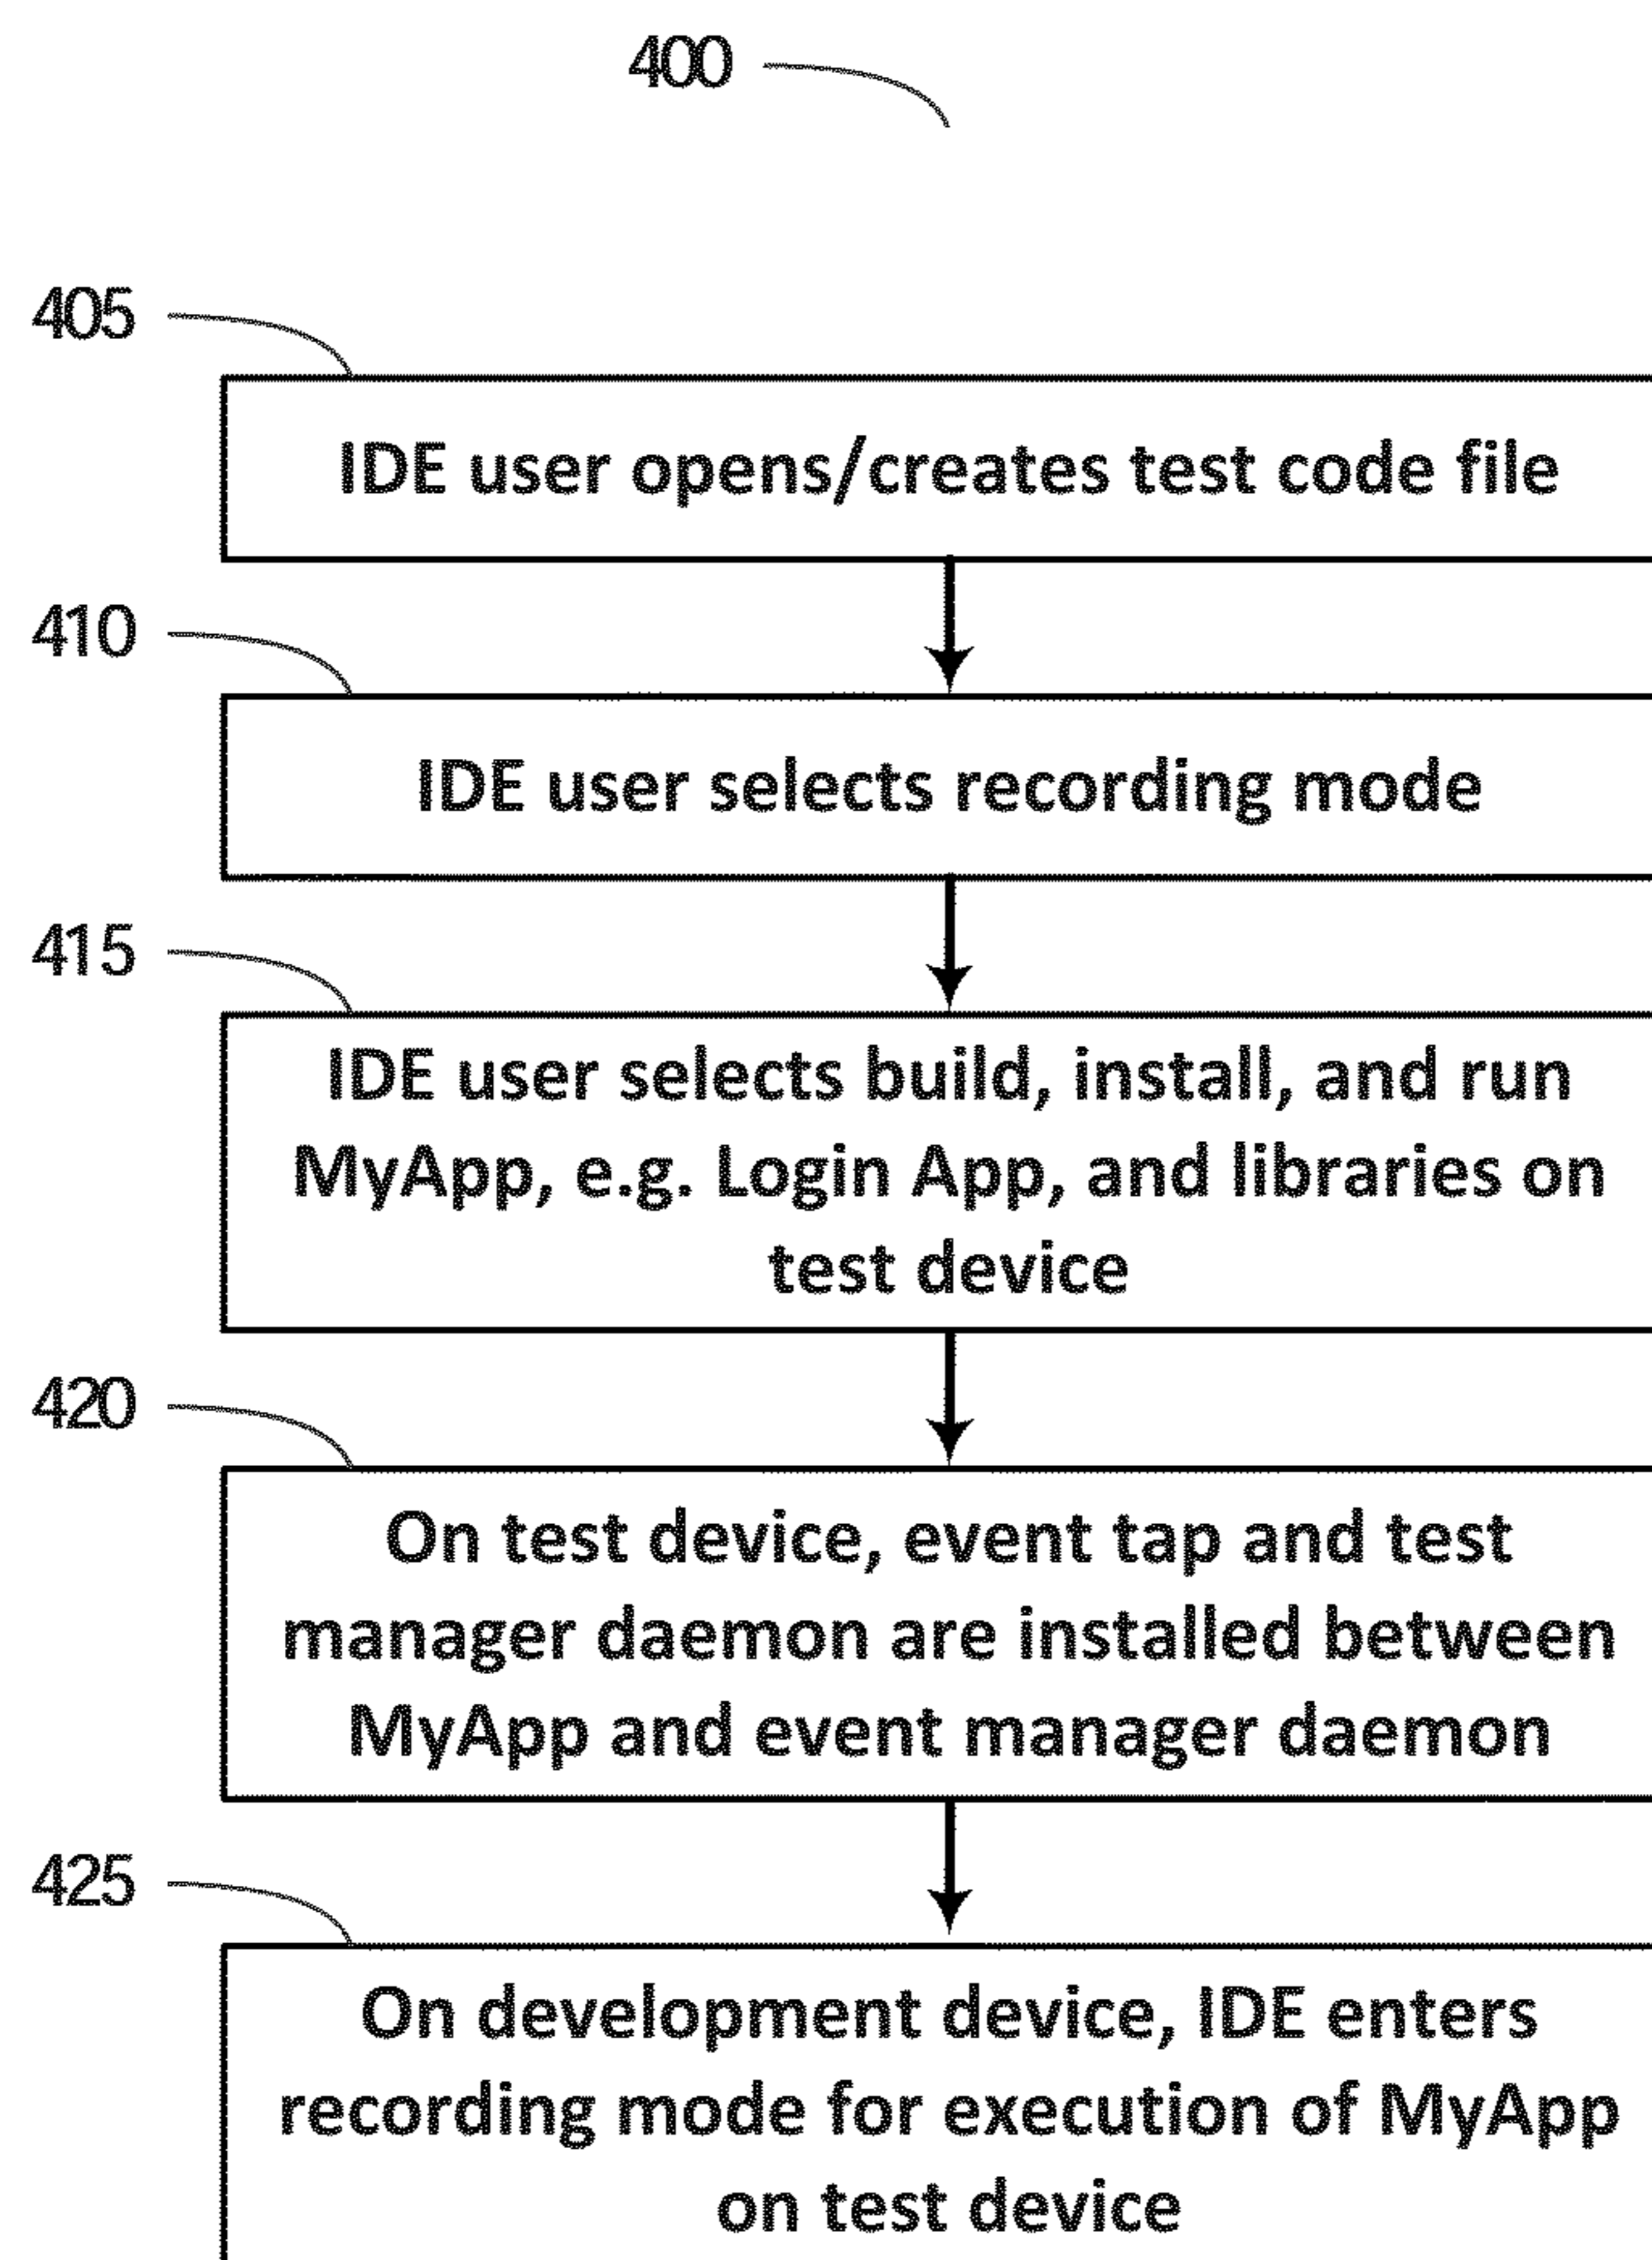 400
405
IDE user opens/creates test code file
410
IDE user selects recording mode
415
IDE user selects build, install, and run
MyApp, e.g. Login App, and libraries on
test device
420
On test device, event tap and test
manager daemon are installed between
MyApp and event manager daemon
425
On development device, IDE enters
recording mode for execution of MyApp
on test device